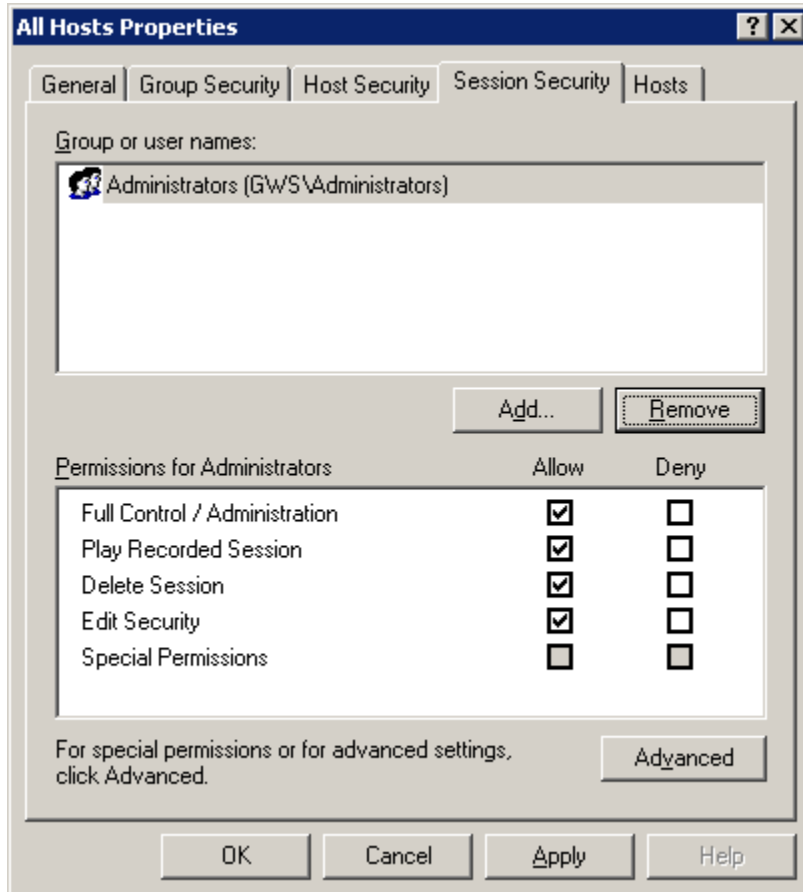 All Hosts Properties
General Group Security Host Security Session Security Hosts
Group or user names:
Administrators (GWS\Administrators)
Add... Remove
Permissions for Administrators Allow Deny
Full Control / Administration
Play Recorded Session
Delete Session
Edit Security
Special Permissions
For special permissions or for advanced settings,
click Advanced.
Advanced
OK Cancel Apply Help